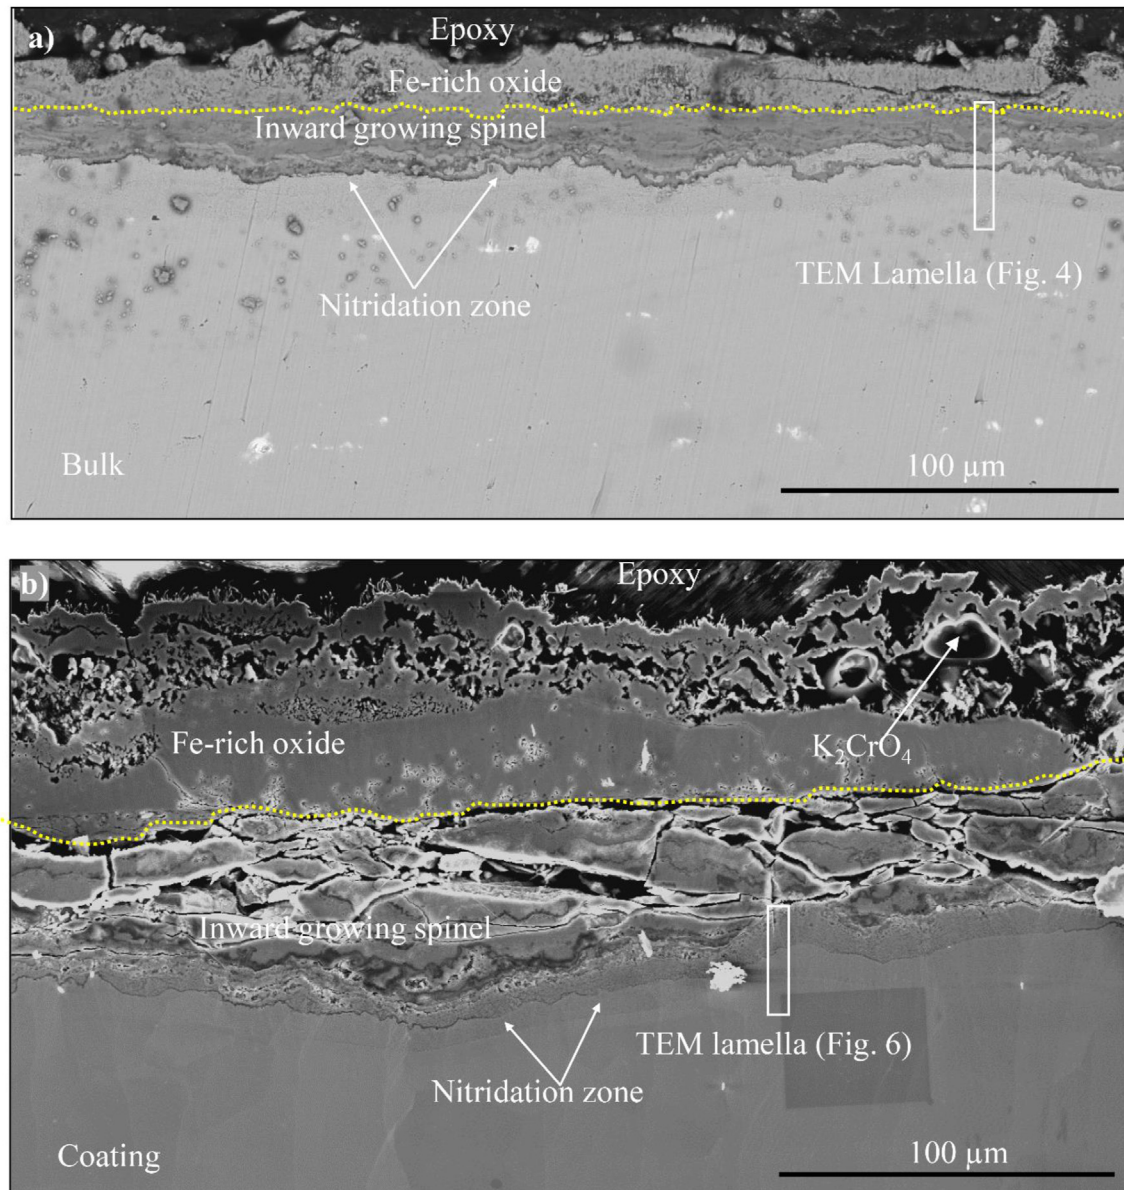 a)
Epoxy
Fe-rich oxide
Inward growing spinel
TEM Lamella (Fig. 4)
Nitridation zone
Bulk
100 µm
b)
Epoxy
Fe-rich oxide
K₂CrO₄
Inward growing spinel
TEM lamella (Fig. 6)
Nitridation zone
Coating
100 µm